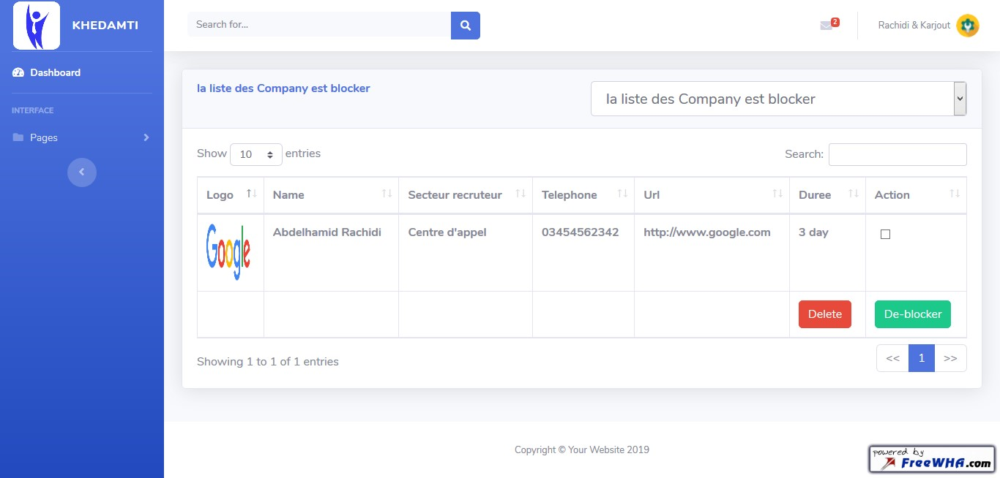 KHEDAMTI
Search for...
2
Rachidi & Karjout
Dashboard
INTERFACE
Pages
la liste des Company est blocker
la liste des Company est blocker
Show 10 entries
Search:
Logo Name Secteur recruteur Telephone Url Duree Action
Google Abdelhamid Rachidi Centre d'appel 03454562342 http://www.google.com 3 day
Delete De-blocker
Showing 1 to 1 of 1 entries
<< 1 >>
Copyright © Your Website 2019
powered by
FreeWHA.com